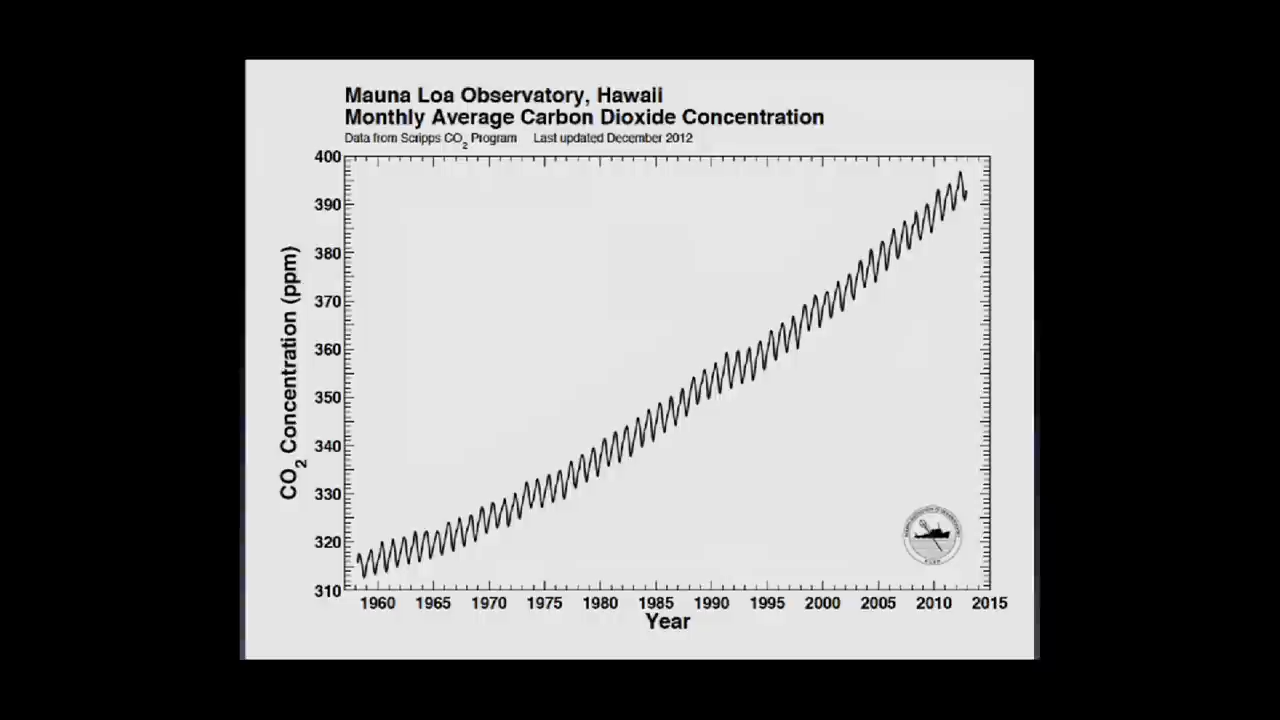 Mauna Loa Observatory, Hawaii
Monthly Average Carbon Dioxide Concentration
Data from Scripps CO2 Program Last updated December 2012
400
390
380
370
360
350
340
330
320
310
CO2 Concentration (ppm)
1960 1965 1970 1975 1980 1985 1990 1995 2000 2005 2010 2015
Year